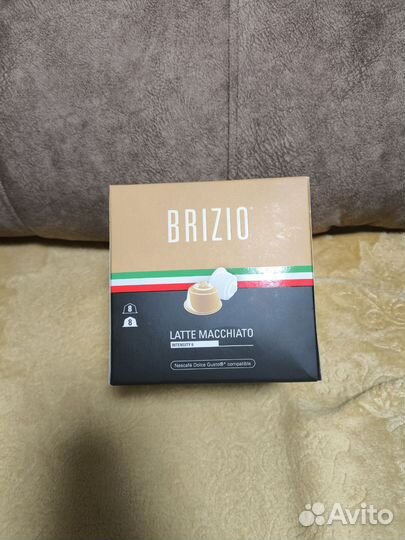 BRIZIO®
8
8
LATTE MACCHIATO
INTENSITY 6
Nescafé Dolce Gusto®* compatible
Avito